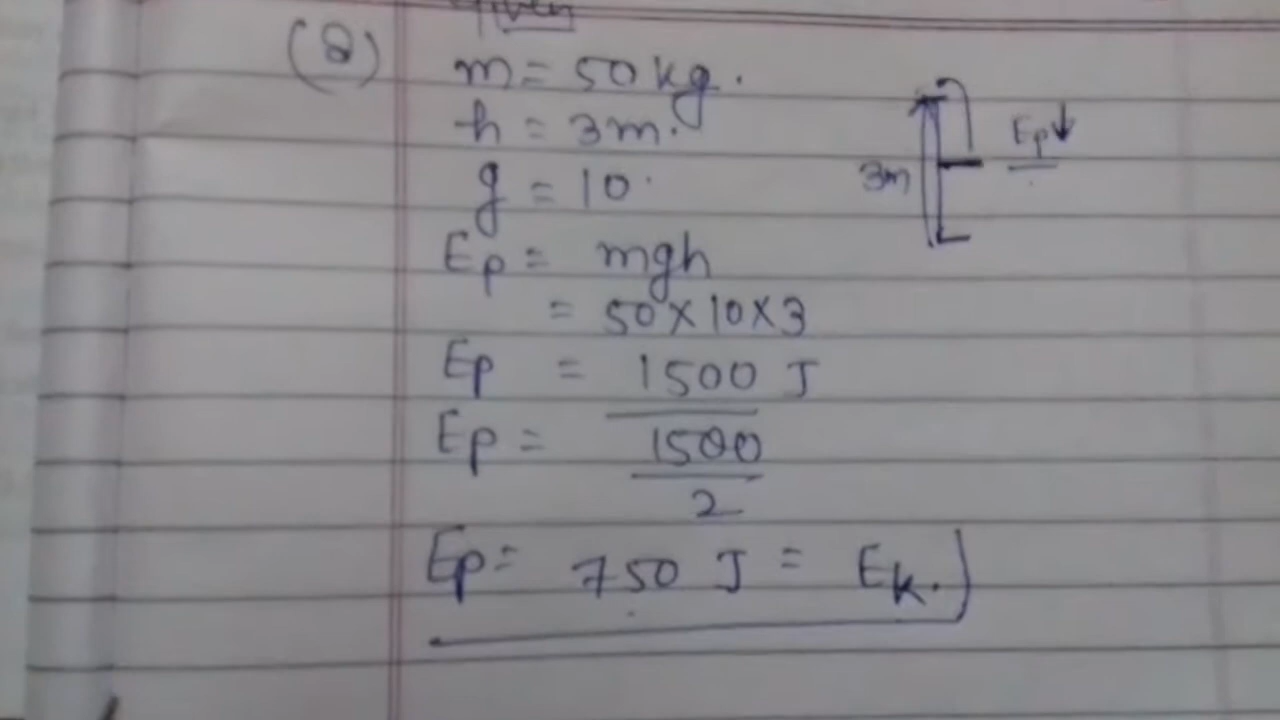 given
(Q)
m = 50 kg.
h = 3m.
g = 10
Ep = mgh
= 50 × 10 × 3
Ep = 1500 J
Ep = 1500
2
Ep = 750 J = Ek.
3m
Ep↓